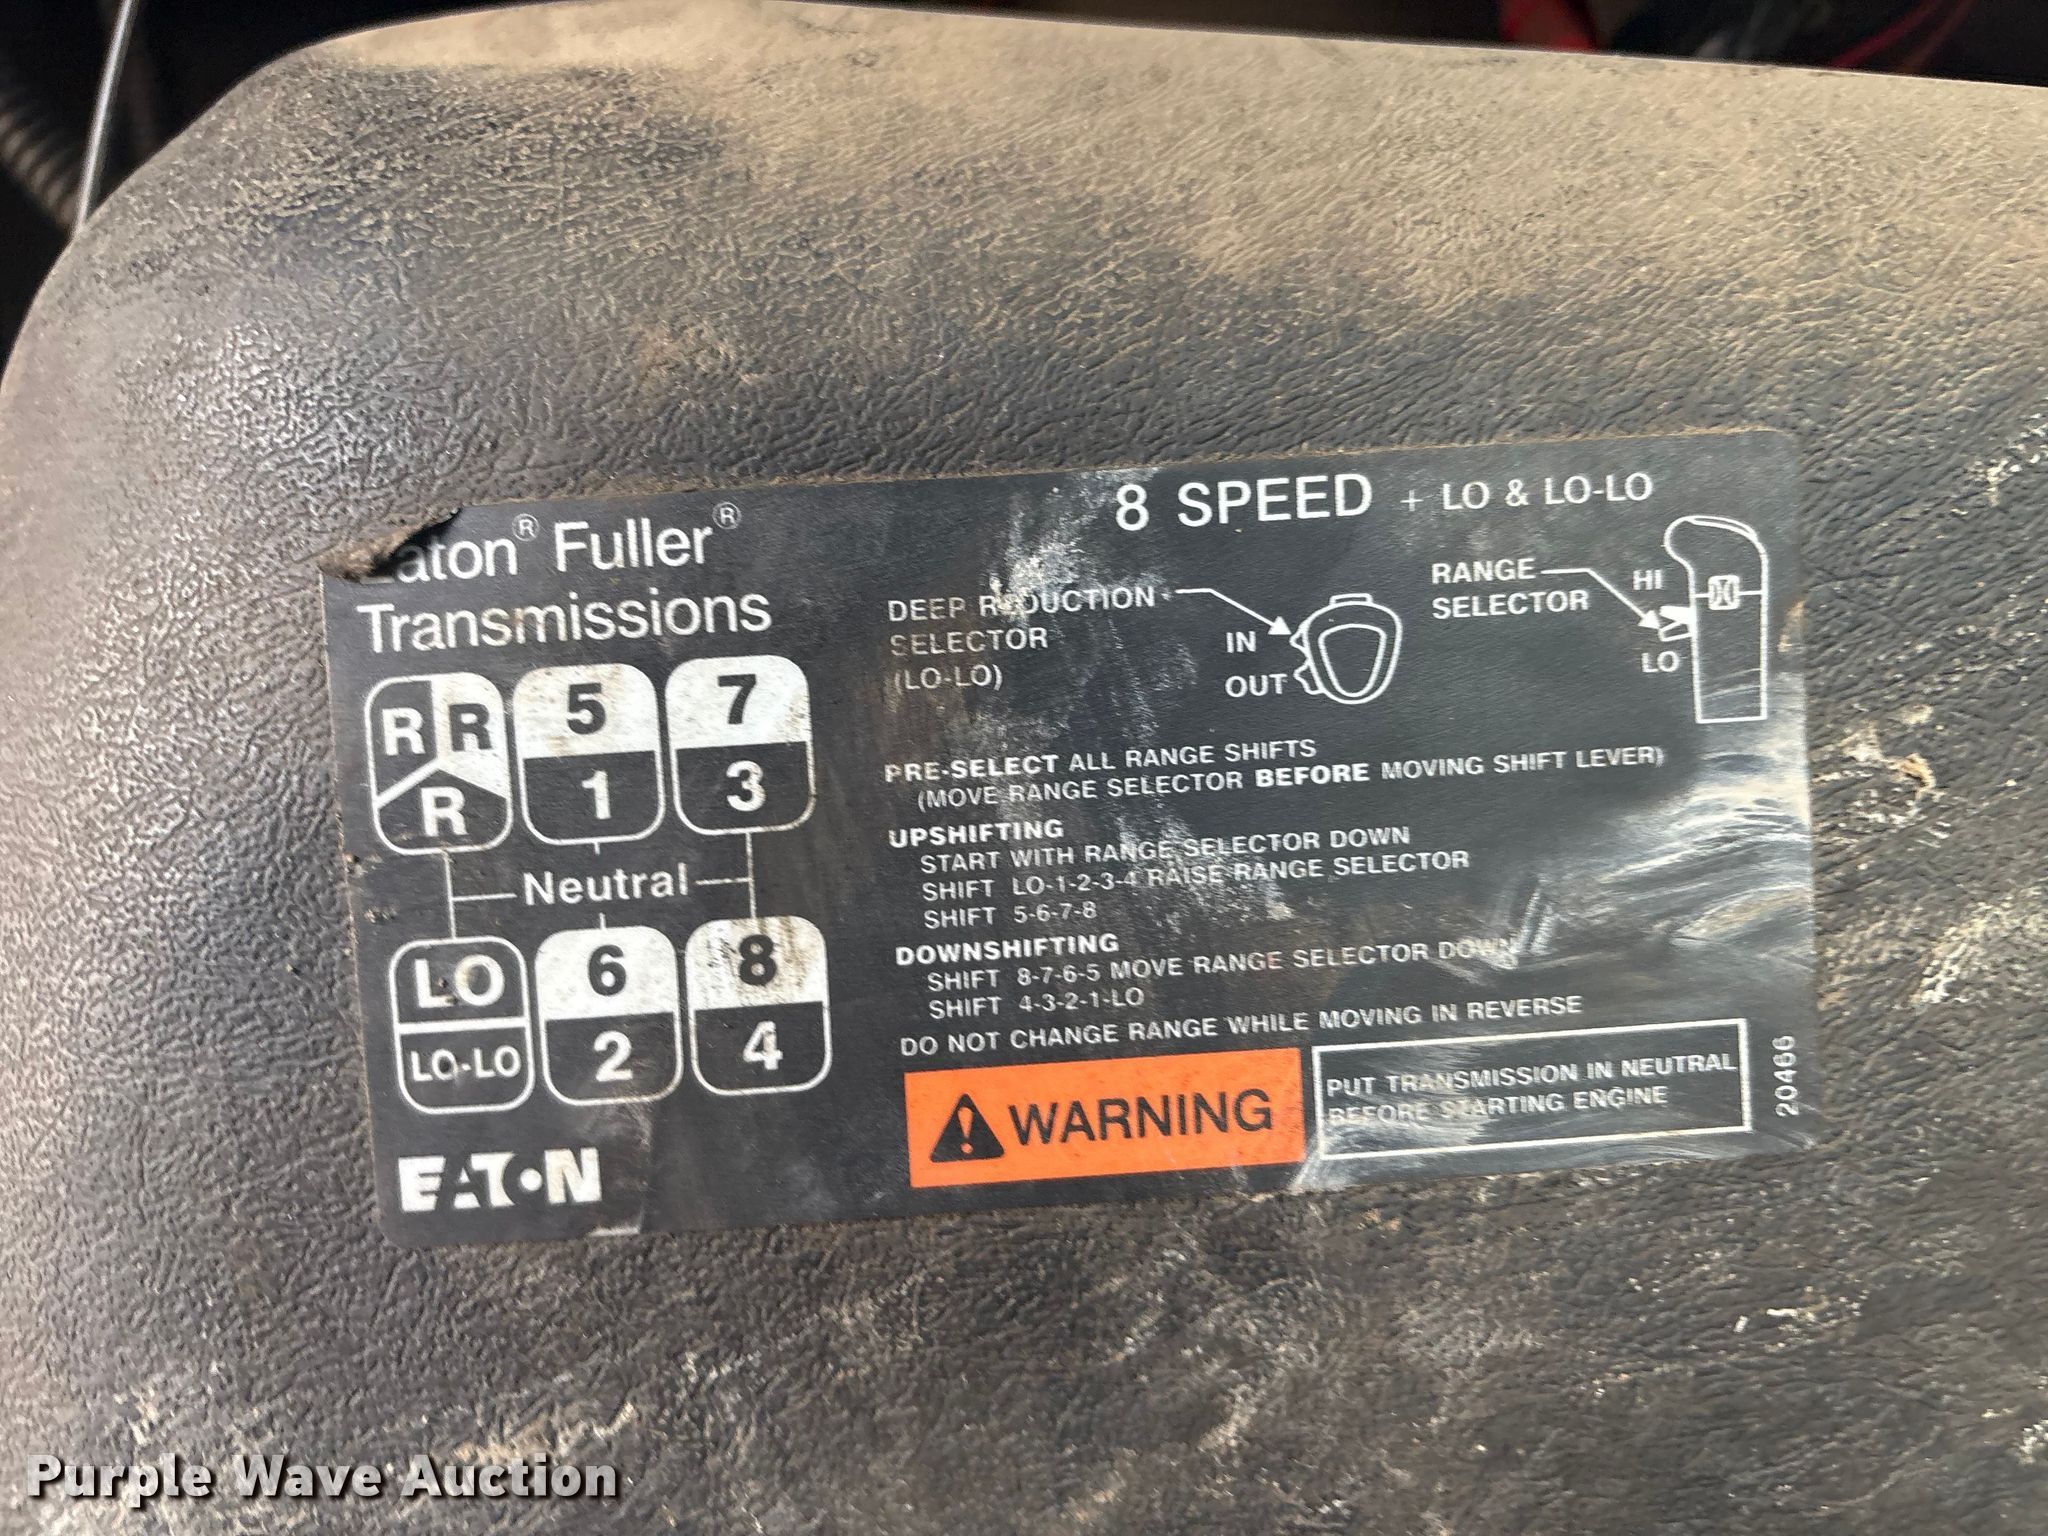 Eaton® Fuller®
Transmissions
R R
R
5
1
7
3
Neutral
LO
LO-LO
6
2
8
4
EATON
8 SPEED + LO & LO-LO
DEEP REDUCTION
SELECTOR
(LO-LO)
IN
OUT
RANGE
SELECTOR
HI
LO
PRE-SELECT ALL RANGE SHIFTS
(MOVE RANGE SELECTOR BEFORE MOVING SHIFT LEVER)
UPSHIFTING
START WITH RANGE SELECTOR DOWN
SHIFT LO-1-2-3-4 RAISE RANGE SELECTOR
SHIFT 5-6-7-8
DOWNSHIFTING
SHIFT 8-7-6-5 MOVE RANGE SELECTOR DOWN
SHIFT 4-3-2-1-LO
DO NOT CHANGE RANGE WHILE MOVING IN REVERSE
WARNING
PUT TRANSMISSION IN NEUTRAL
BEFORE STARTING ENGINE
20466
Purple Wave Auction